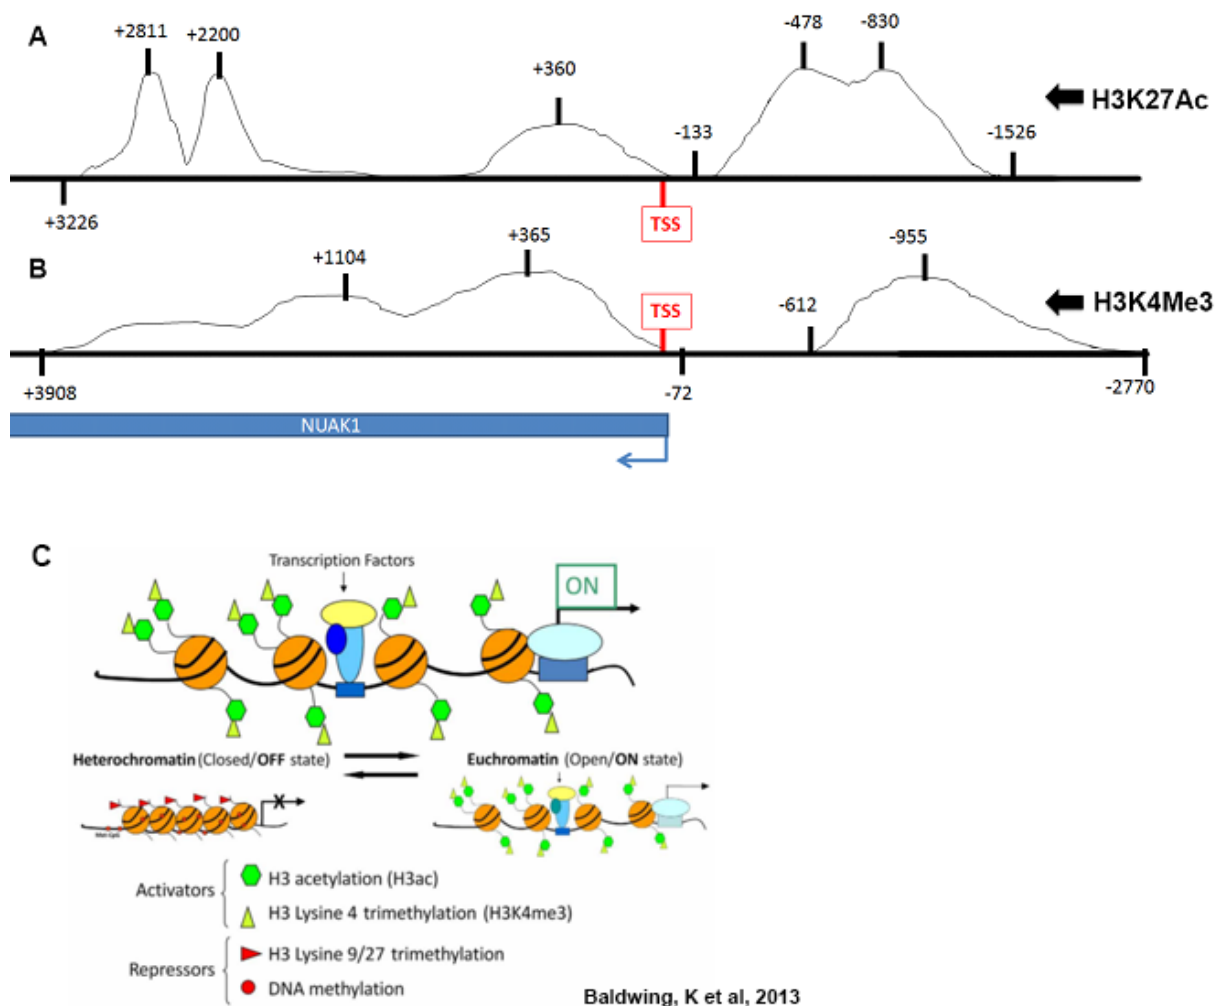 A
+2811
+2200
+360
-478
-830
H3K27Ac
-133
-1526
+3226
TSS
B
+1104
+365
TSS
-955
-612
H3K4Me3
+3908
-72
-2770
NUAK1
C
Transcription Factors
ON
Heterochromatin (Closed/OFF state)
Euchromatin (Open/ON state)
X
Met-CpG
Activators
H3 acetylation (H3ac)
H3 Lysine 4 trimethylation (H3K4me3)
Repressors
H3 Lysine 9/27 trimethylation
DNA methylation
Baldwing, K et al, 2013